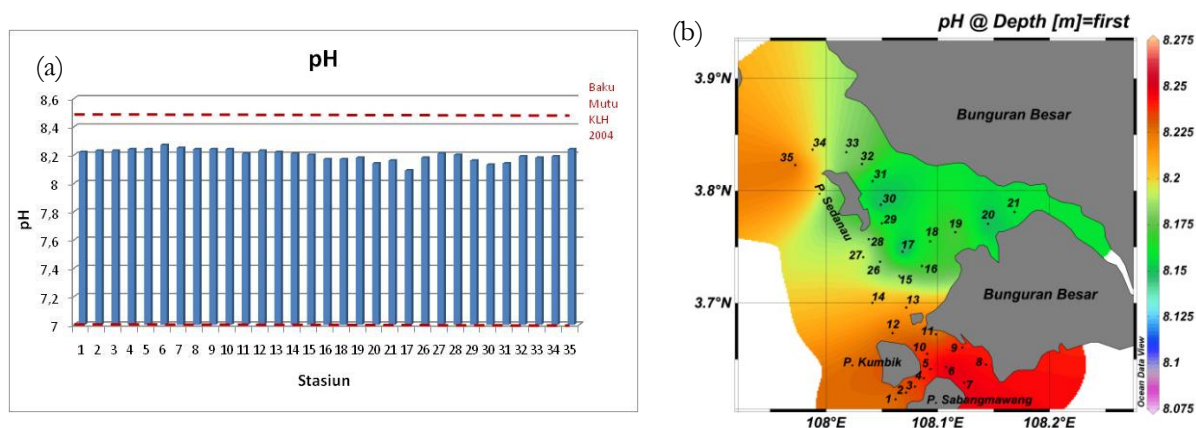 (a)
pH
Baku
Mutu
KLH
2004
8,6
8,4
8,2
8
7,8
7,6
7,4
7,2
7
pH
1 2 3 4 5 6 7 8 9 10 11 12 13 14 15 16 18 19 20 21 17 26 27 28 29 30 31 32 33 34 35
Stasiun
(b)
pH @ Depth [m]=first
3.9°N
3.8°N
3.7°N
Bunguran Besar
34
33
35
32
31
P. Sedanau
30
29
21
20
19
18
28
17
27
26
16
15
Bunguran Besar
14
13
12
11
10
9
P. Kumbik
5
8
6
4
3
7
2
1
P. Sabangmawang
108°E
108.1°E
108.2°E
8.275
8.25
8.225
8.2
8.175
8.15
8.125
8.1
8.075
Ocean Data View